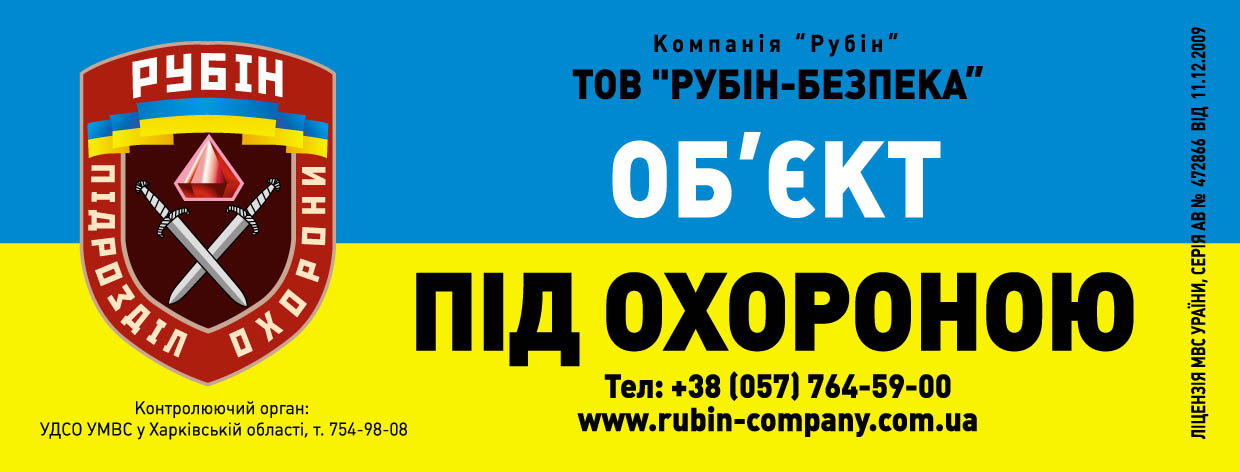 РУБІН
ПІДРОЗДІЛ ОХОРОНИ
Контролюючий орган:
УДСО УМВС у Харківській області, т. 754-98-08
Компанія “Рубін”
ТОВ "РУБІН-БЕЗПЕКА”
ОБ’ЄКТ
ПІД ОХОРОНОЮ
Тел: +38 (057) 764-59-00
www.rubin-company.com.ua
ЛІЦЕНЗІЯ МВС УРАЇНИ, СЕРІЯ АВ № 472866 ВІД 11.12.2009